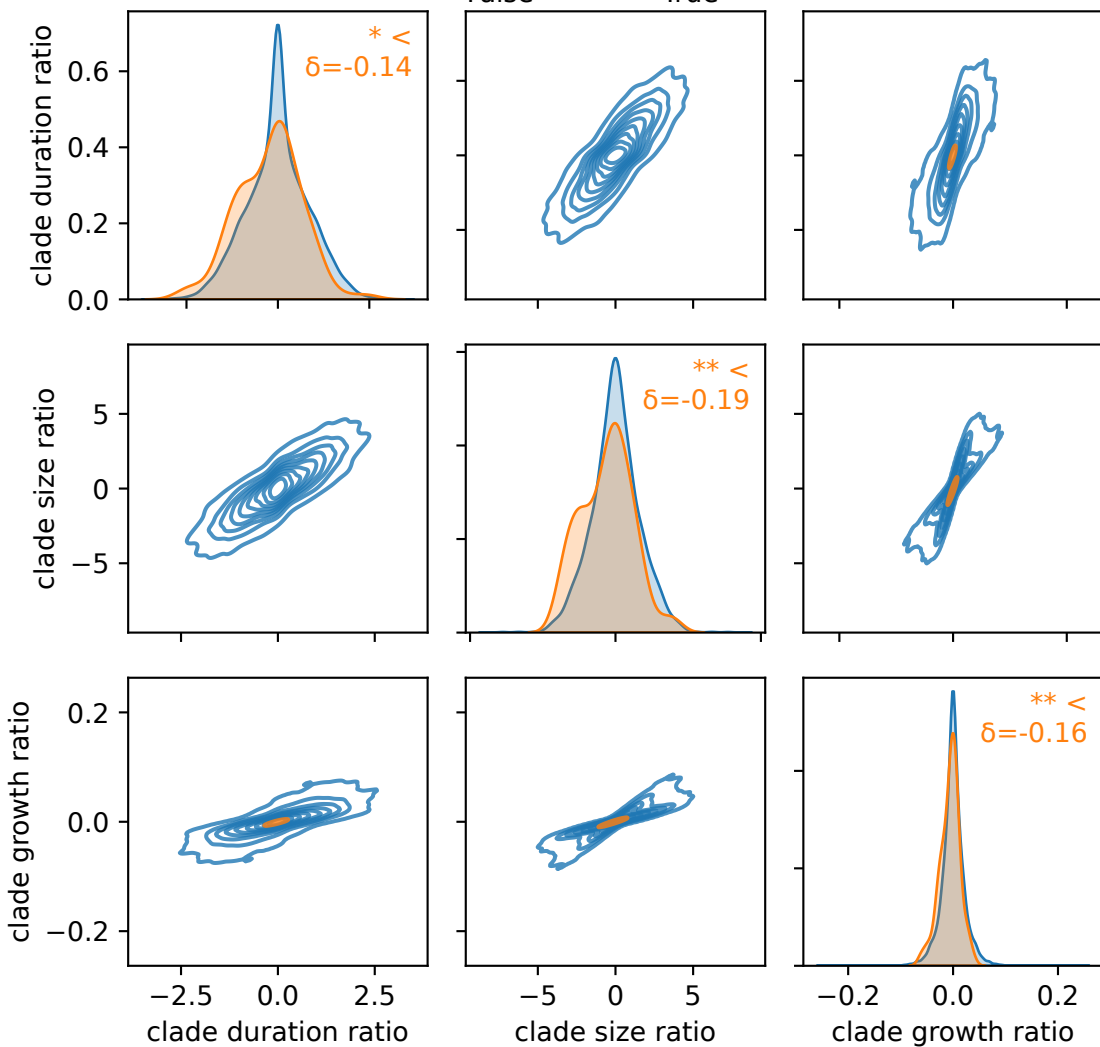 * <
δ=-0.14
clade duration ratio
0.6
0.4
0.2
0.0
** <
δ=-0.19
clade size ratio
5
0
−5
** <
δ=-0.16
clade growth ratio
0.2
0.0
−0.2
−2.5 0.0 2.5
−5 0 5
−0.2 0.0 0.2
clade duration ratio
clade size ratio
clade growth ratio